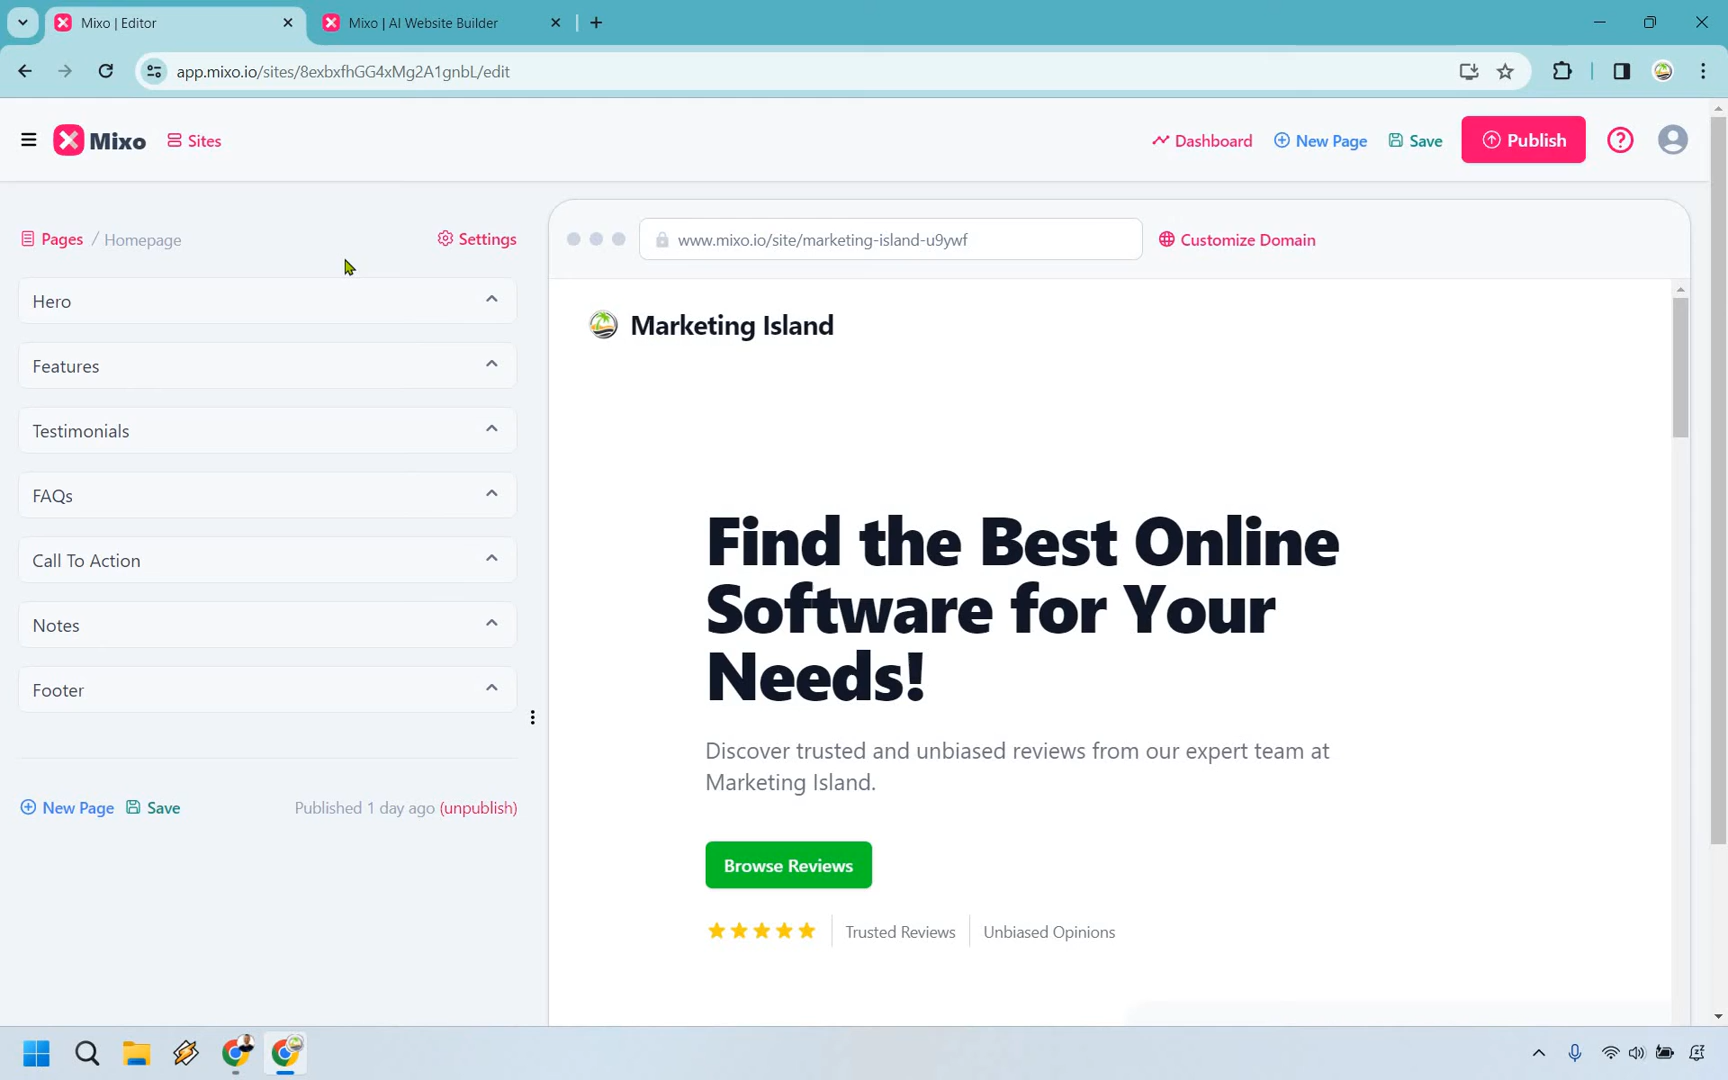 Mixo | Editor
Mixo | AI Website Builder
app.mixo.io/sites/8exbxfhGG4xMg2A1gnbL/edit
Mixo
Sites
Dashboard
New Page
Save
Publish
Pages / Homepage
Settings
www.mixo.io/site/marketing-island-u9ywf
Customize Domain
Hero
Features
Testimonials
FAQs
Call To Action
Notes
Footer
New Page
Save
Published 1 day ago (unpublish)
Marketing Island
Find the Best Online
Software for Your
Needs!
Discover trusted and unbiased reviews from our expert team at
Marketing Island.
Browse Reviews
Trusted Reviews
Unbiased Opinions